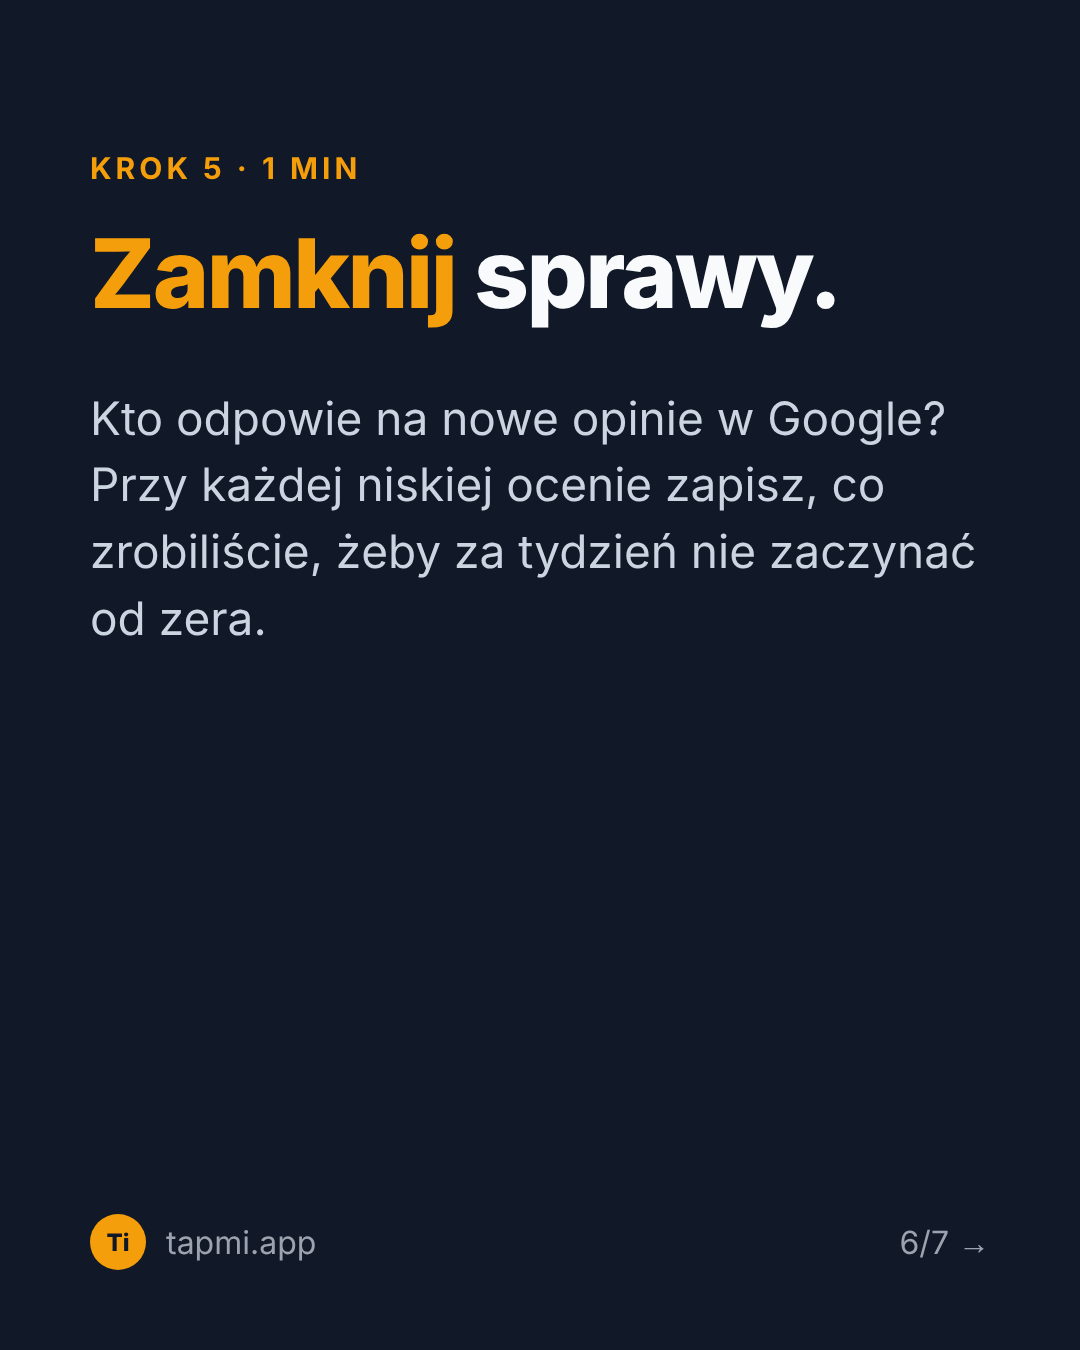 KROK 5 · 1 MIN
Zamknij sprawy.
Kto odpowie na nowe opinie w Google?
Przy każdej niskiej ocenie zapisz, co
zrobiliście, żeby za tydzień nie zaczynać
od zera.
Ti tapmi.app
6/7 →